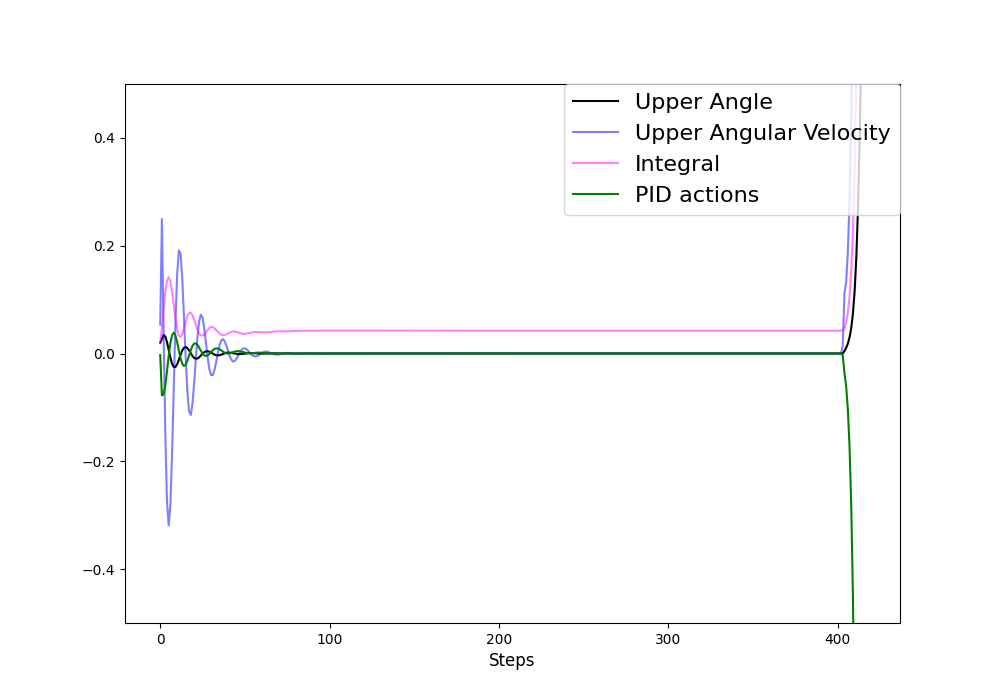 Upper Angle
Upper Angular Velocity
Integral
PID actions
0.4
0.2
0.0
−0.2
−0.4
0 100 200 300 400
Steps